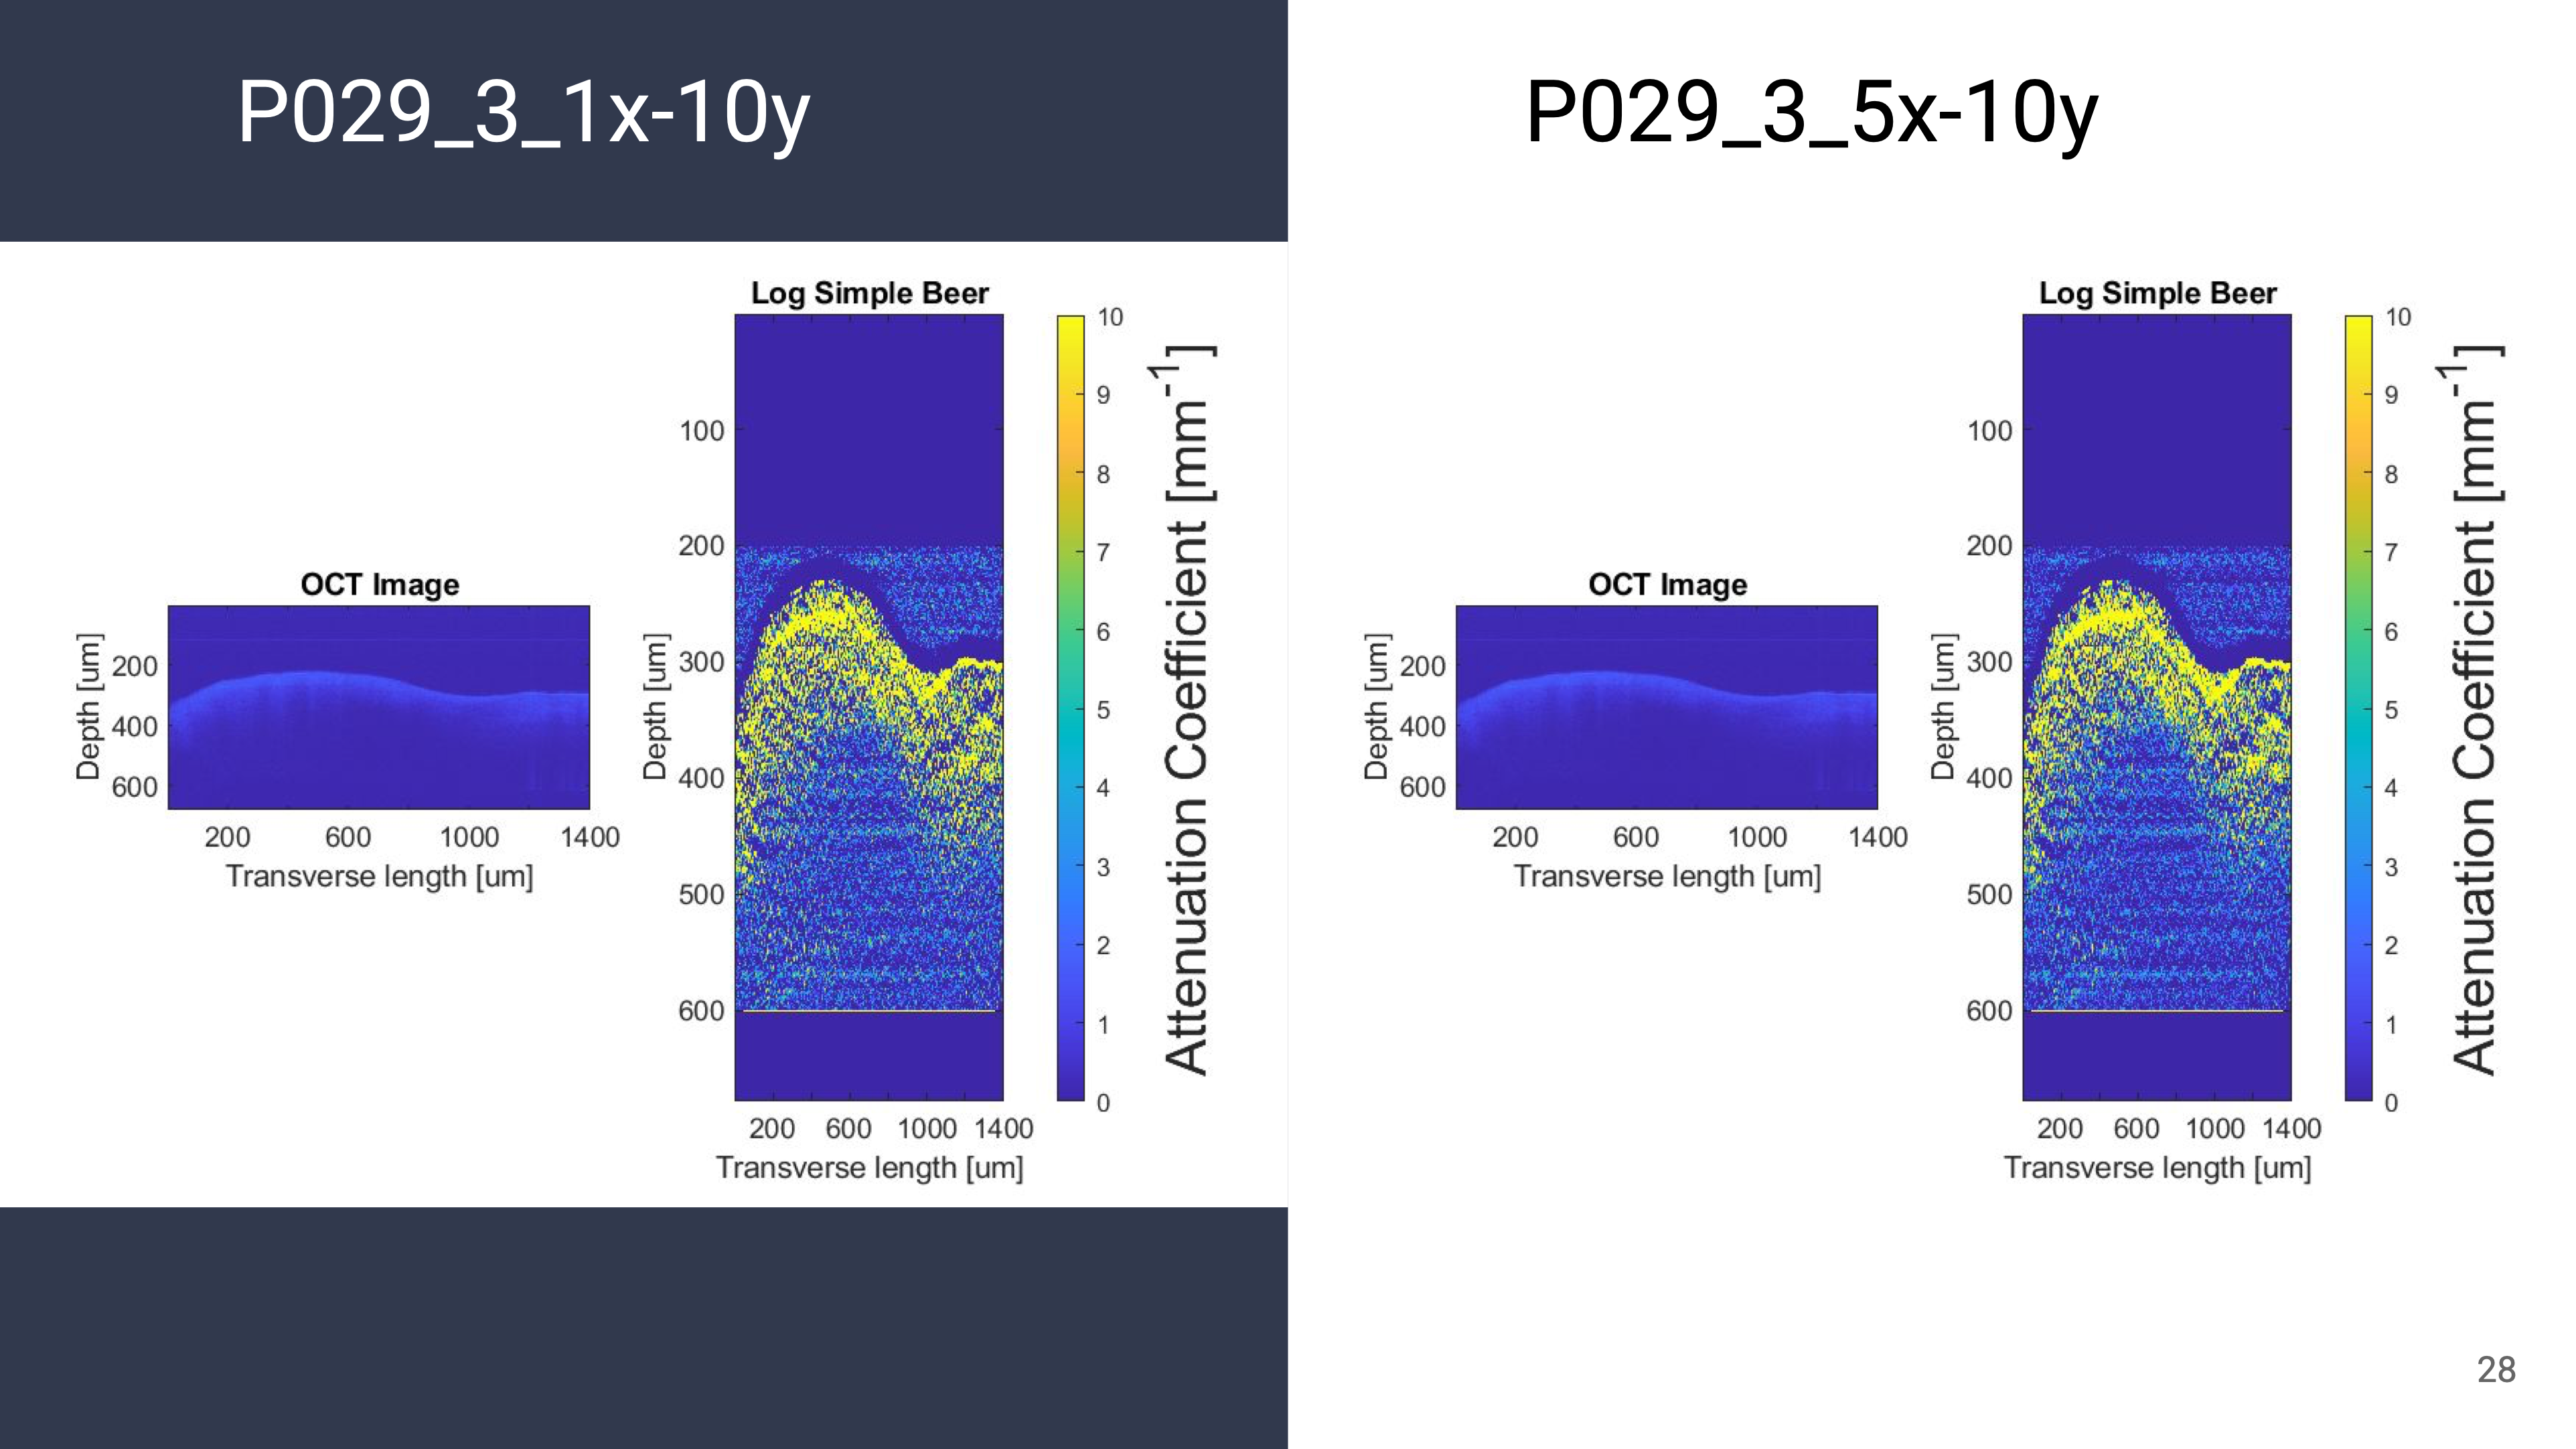 P029_3_1x-10y
OCT Image
Depth [um]
200
400
600
200 600 1000 1400
Transverse length [um]
Log Simple Beer
Depth [um]
100
200
300
400
500
600
200 600 1000 1400
Transverse length [um]
10
9
8
7
6
5
4
3
2
1
0
Attenuation Coefficient [mm-1]
P029_3_5x-10y
OCT Image
Depth [um]
200
400
600
200 600 1000 1400
Transverse length [um]
Log Simple Beer
Depth [um]
100
200
300
400
500
600
200 600 1000 1400
Transverse length [um]
10
9
8
7
6
5
4
3
2
1
0
Attenuation Coefficient [mm-1]
28